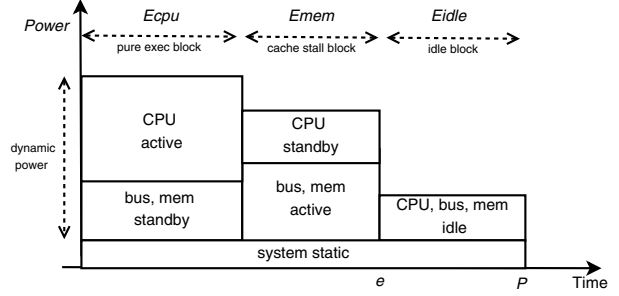 Ecpu Emem Eidle
Power
pure exec block cache stall block idle block
CPU
active
CPU
standby
dynamic
power
bus, mem
standby
bus, mem
active
CPU, bus, mem
idle
system static
e P Time